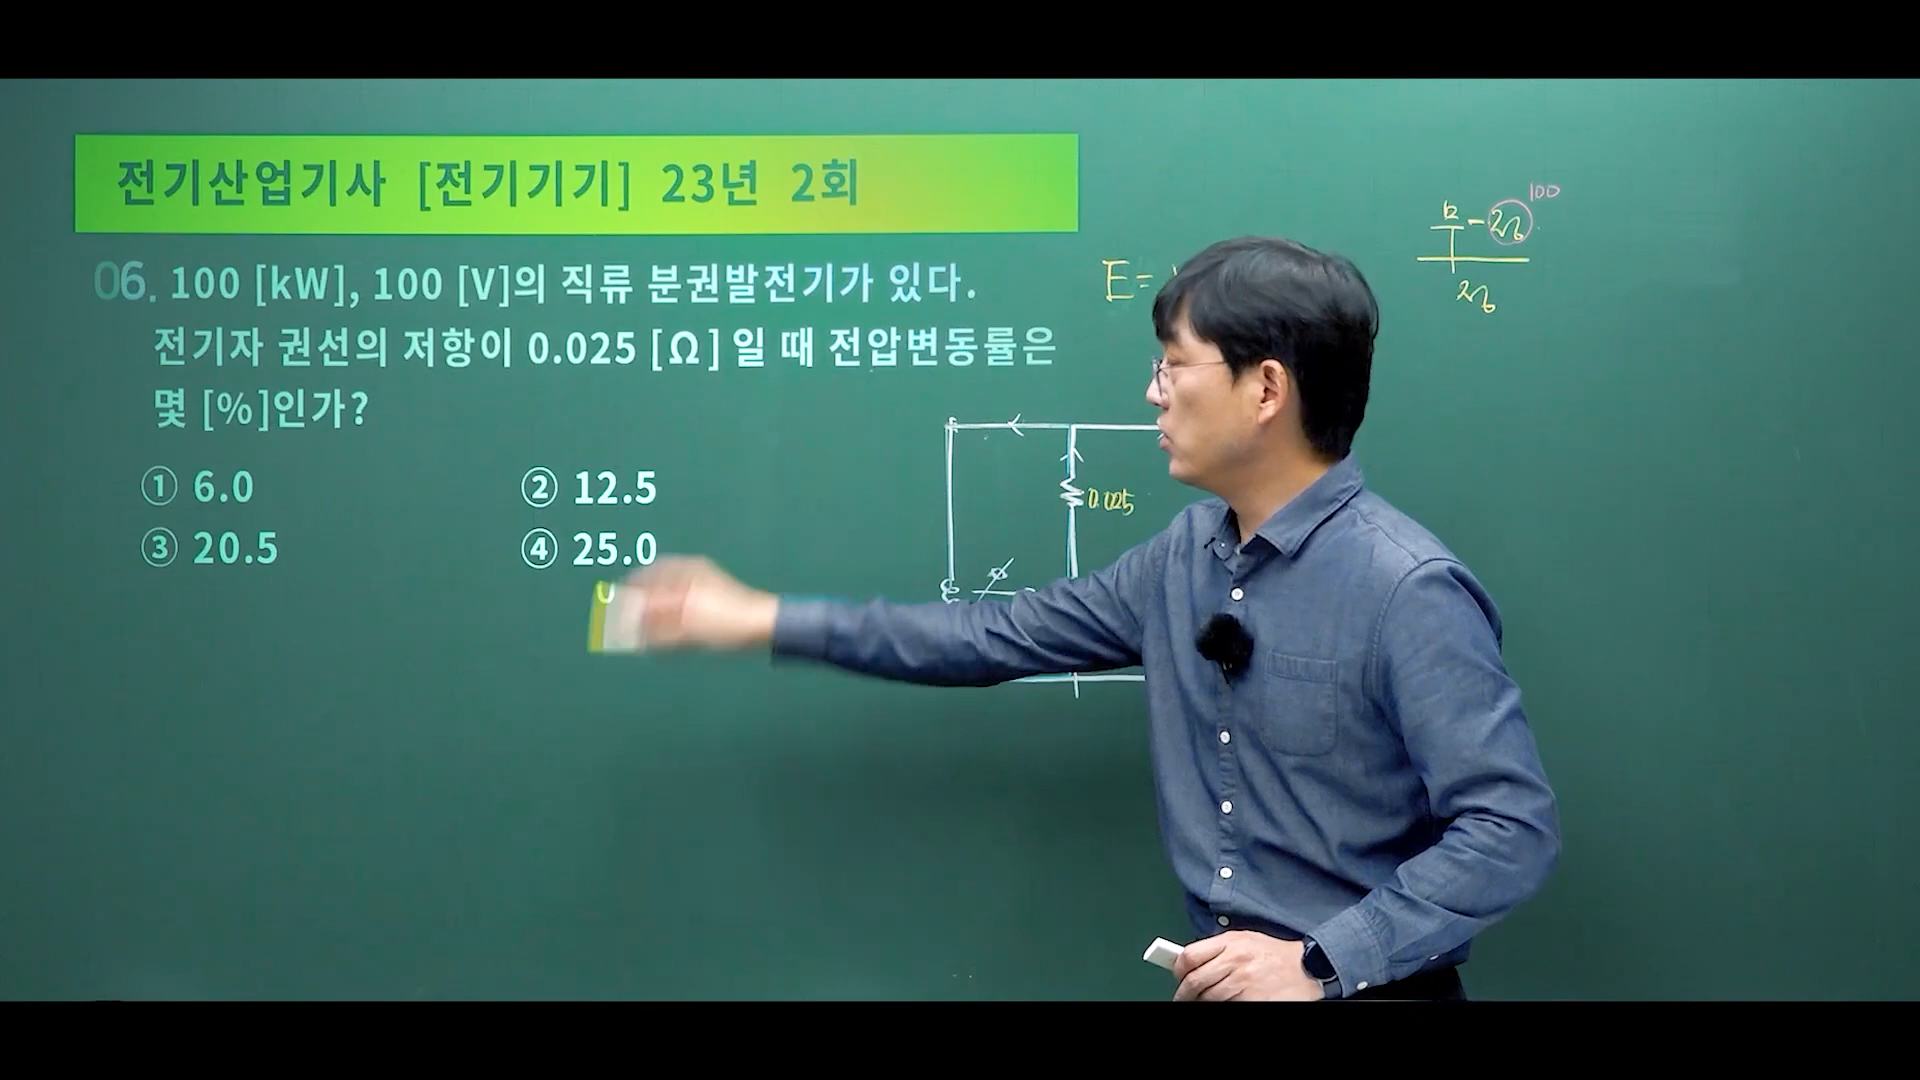 전기산업기사 [전기기기] 23년 2회
06. 100 [kW], 100 [V]의 직류 분권발전기가 있다.
전기자 권선의 저항이 0.025 [Ω] 일 때 전압변동률은
몇 [%]인가?
① 6.0
② 12.5
③ 20.5
④ 25.0
E=
100
무-정
정
0.025